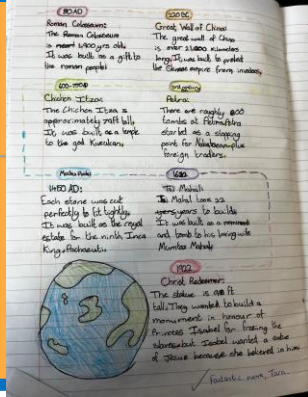 80AD
Roman Colosseum:
The Roman Colosseum
is 1,900 yrs old.
It was built as a gift to
the roman people!
220 BC
Great Wall of China:
The great wall of China
is over 21,000 kilometers
long. It was built to protect
the Chinese empire from invaders.
600-
Chichen Itza:
The Chichen Itza is
approximately 79ft tall,
It was built as a temple
to the god Kuculcan.
Petra:
There are roughly 800
tombs at Petra. Petra
started as a stopping
point for Nabateans plus
foreign traders.
Machu Pichu
1450 AD:
Each stone was cut
perfectly to fit tightly.
It was built as the royal
estate for the ninth Inca
King, Pachacuti.
1632
Taj Mahal:
Taj Mahal took 22
years to build.
It was built as a
and tomb to his loving wife
Mumtaz Mahal.
1922
Christ Redeemer:
The statue is 98 ft
tall. They wanted to build a
monument in honour of
Princess Isabel for freeing the
slaves but Isabel wanted a statue
of Jesus because she believed in him
Fantastic work, Tara.